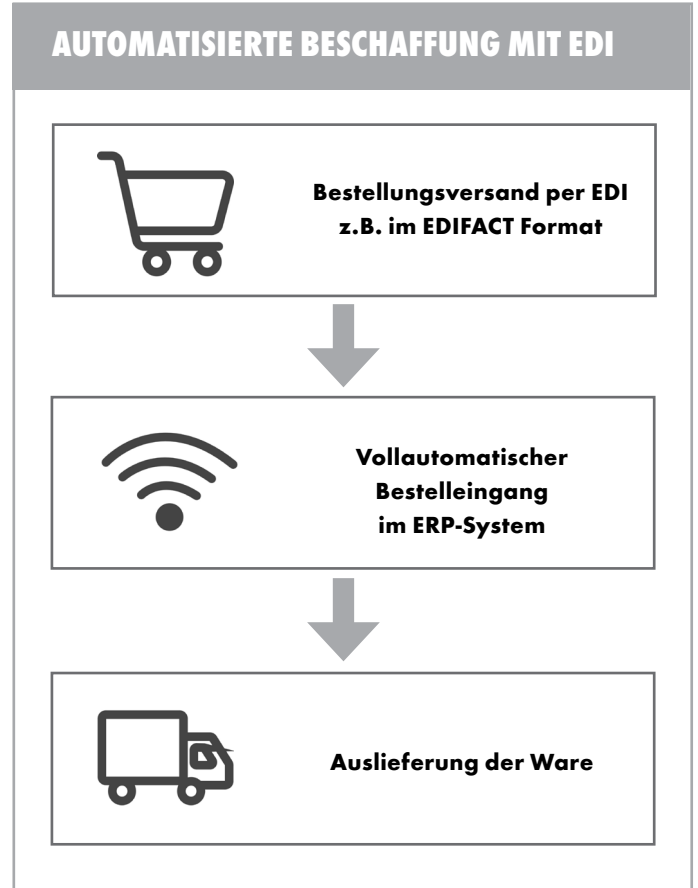 AUTOMATISIERTE BESCHAFFUNG MIT EDI
Bestellungsversand per EDI
z.B. im EDIFACT Format
Vollautomatischer
Bestelleingang
im ERP-System
Auslieferung der Ware